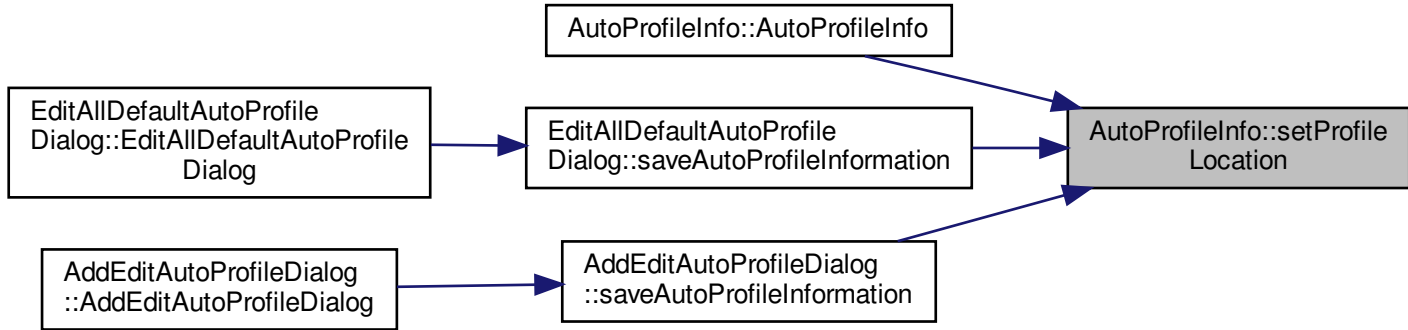 AutoProfileInfo::AutoProfileInfo
EditAllDefaultAutoProfile
Dialog::EditAllDefaultAutoProfile
Dialog
EditAllDefaultAutoProfile
Dialog::saveAutoProfileInformation
AutoProfileInfo::setProfile
Location
AddEditAutoProfileDialog
::AddEditAutoProfileDialog
AddEditAutoProfileDialog
::saveAutoProfileInformation